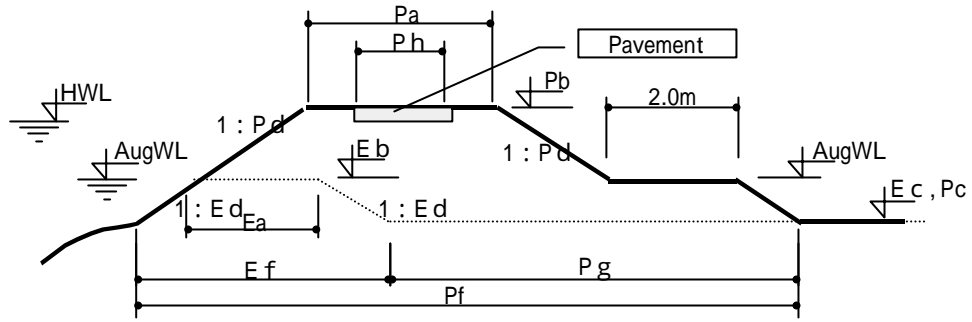 Pa
Ph
Pavement
HWL
Pb
2.0m
1 : Pd
AugWL
Eb
1 : Pd
AugWL
Ec,Pc
1 : Ed
1 : Ed
Ea
Ef
Pg
Pf